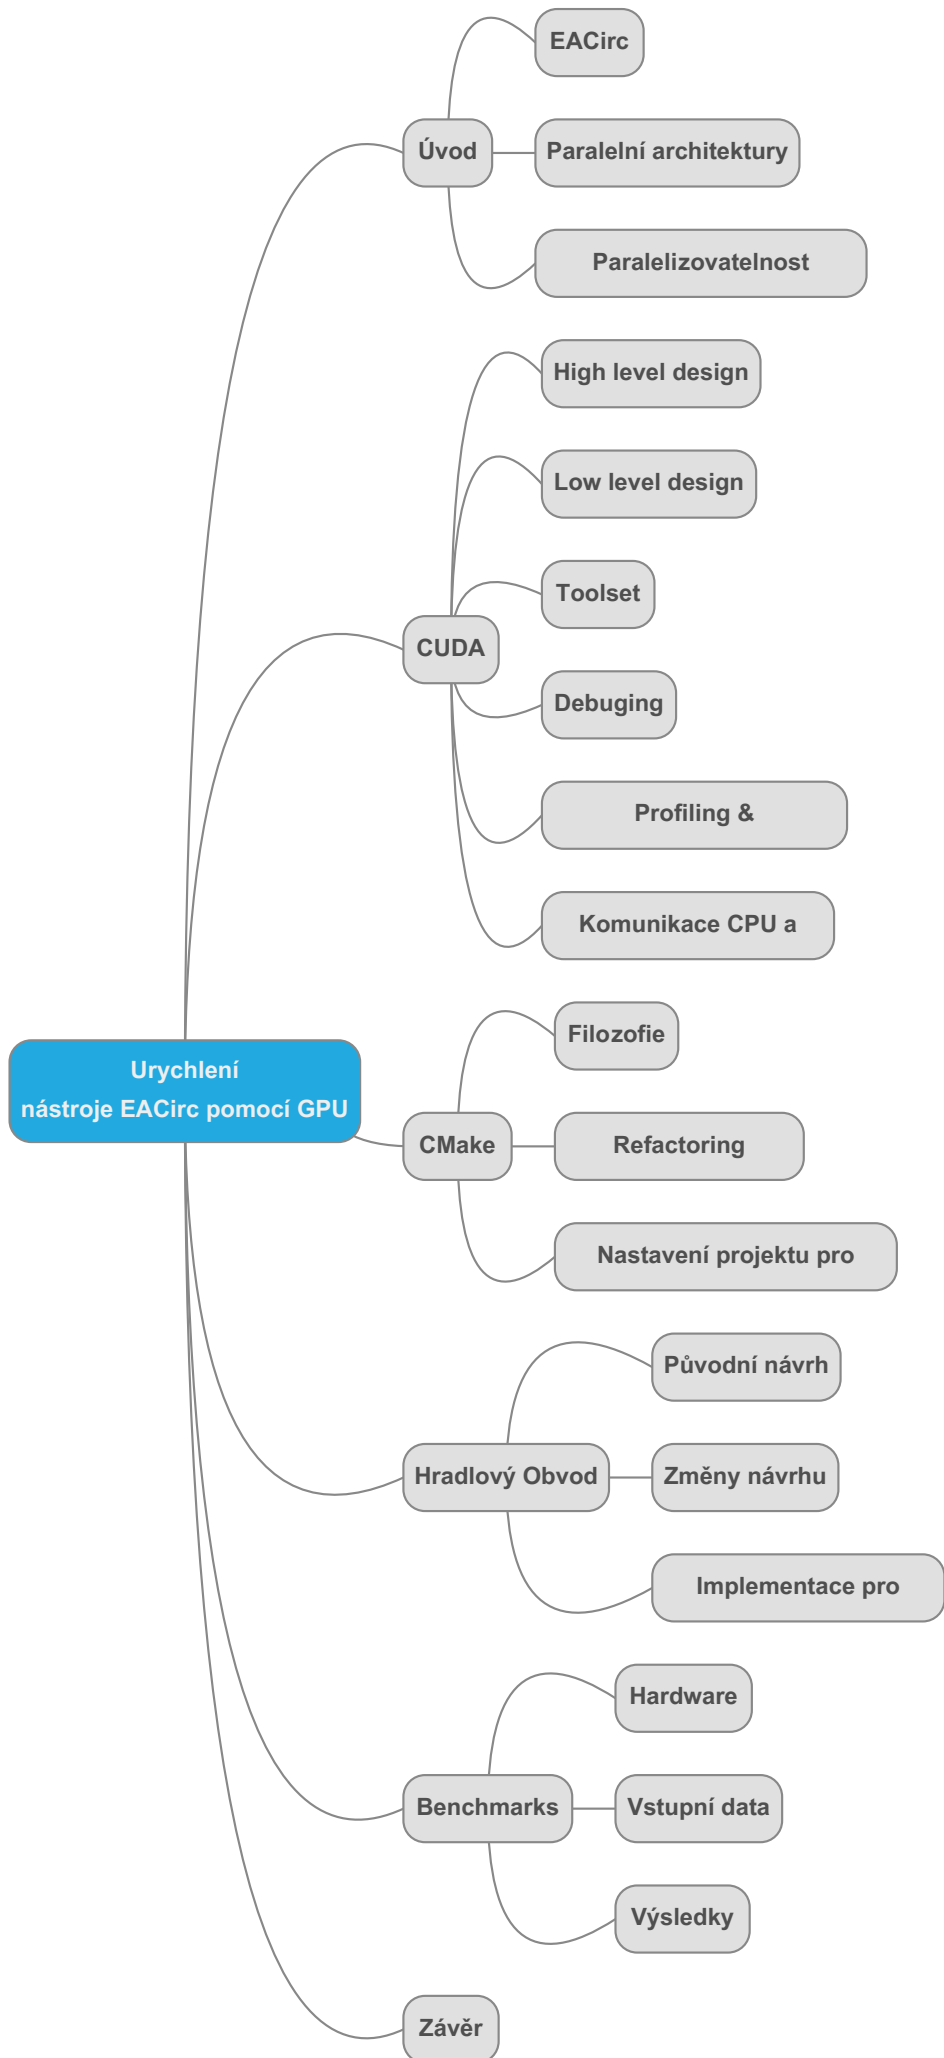 EACirc
Úvod
Paralelní architektury
Paralelizovatelnost
High level design
Low level design
Toolset
CUDA
Debuging
Profiling &
Komunikace CPU a
Filozofie
Urychlení
nástroje EACirc pomocí GPU
CMake
Refactoring
Nastavení projektu pro
Původní návrh
Hradlový Obvod
Změny návrhu
Implementace pro
Hardware
Benchmarks
Vstupní data
Výsledky
Závěr